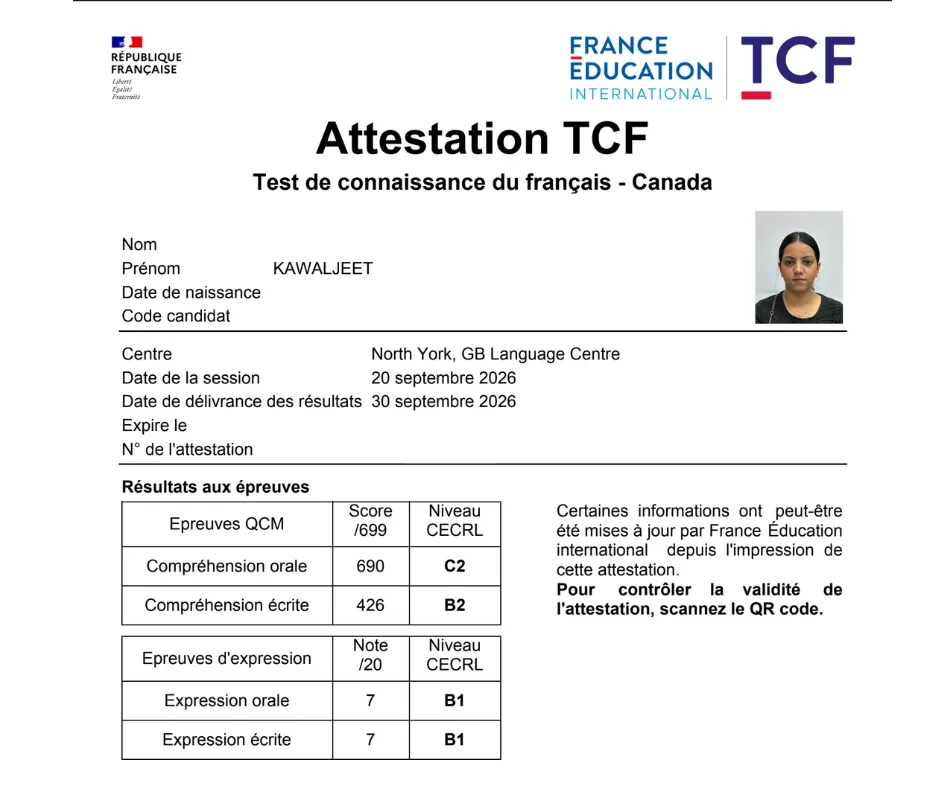 RÉPUBLIQUE
FRANÇAISE
Liberté
Égalité
Fraternité
FRANCE
ÉDUCATION
INTERNATIONAL
TCF
Attestation TCF
Test de connaissance du français - Canada
Nom
Prénom KAWALJEET
Date de naissance
Code candidat
Centre North York, GB Language Centre
Date de la session 20 septembre 2026
Date de délivrance des résultats 30 septembre 2026
Expire le
N° de l'attestation
Résultats aux épreuves
Epreuves QCM Score /699 Niveau CECRL
Compréhension orale 690 C2
Compréhension écrite 426 B2
Epreuves d'expression Note /20 Niveau CECRL
Expression orale 7 B1
Expression écrite 7 B1
Certaines informations ont peut-être
été mises à jour par France Éducation
international depuis l'impression de
cette attestation.
Pour contrôler la validité de
l'attestation, scannez le QR code.